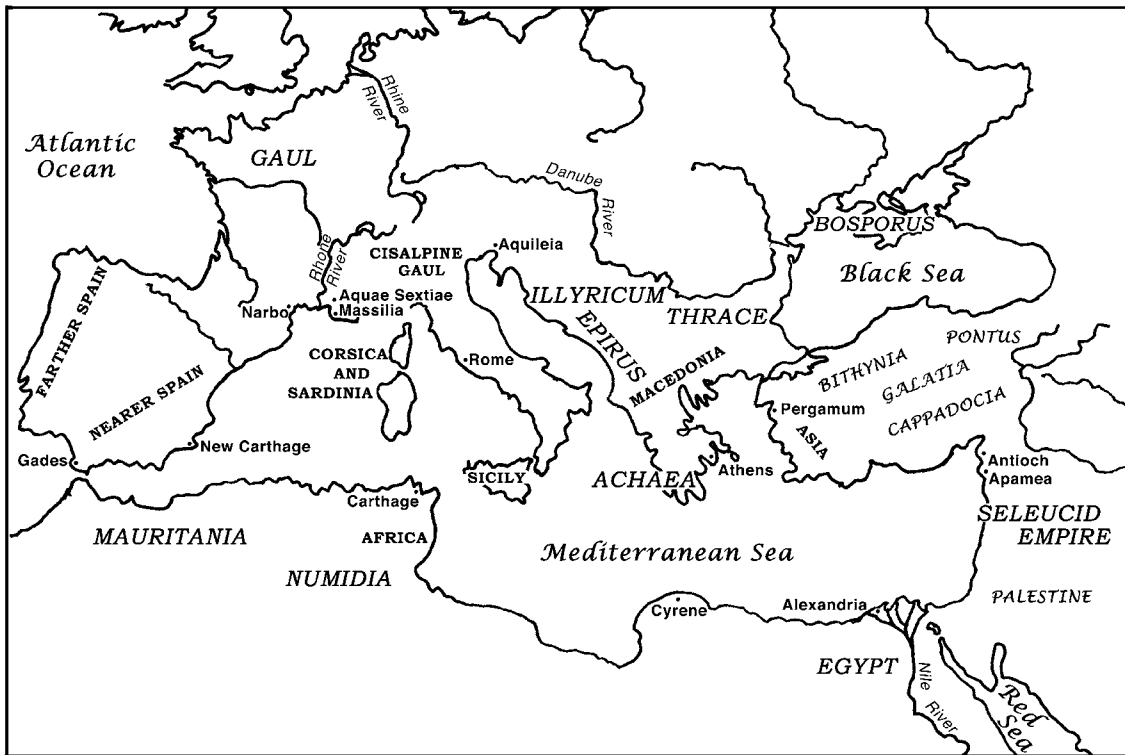 Rhine
River
Atlantic
Ocean
GAUL
Danube
River
BOSPORUS
Rhone
River
CISALPINE
GAUL
Aquileia
Black Sea
FARTHER SPAIN
Narbo
Aquae Sextiae
Massilia
ILLYRICUM
THRACE
EPIRUS
PONTUS
CORSICA
AND
SARDINIA
Rome
MACEDONIA
BITHYNIA
GALATIA
CAPPADOCIA
NEARER SPAIN
Pergamum
ASIA
New Carthage
Gades
SICILY
ACHAEA
Athens
Antioch
Apamea
Carthage
SELEUCID
EMPIRE
MAURITANIA
AFRICA
Mediterranean Sea
NUMIDIA
Cyrene
Alexandria
PALESTINE
EGYPT
Nile
River
Red
Sea